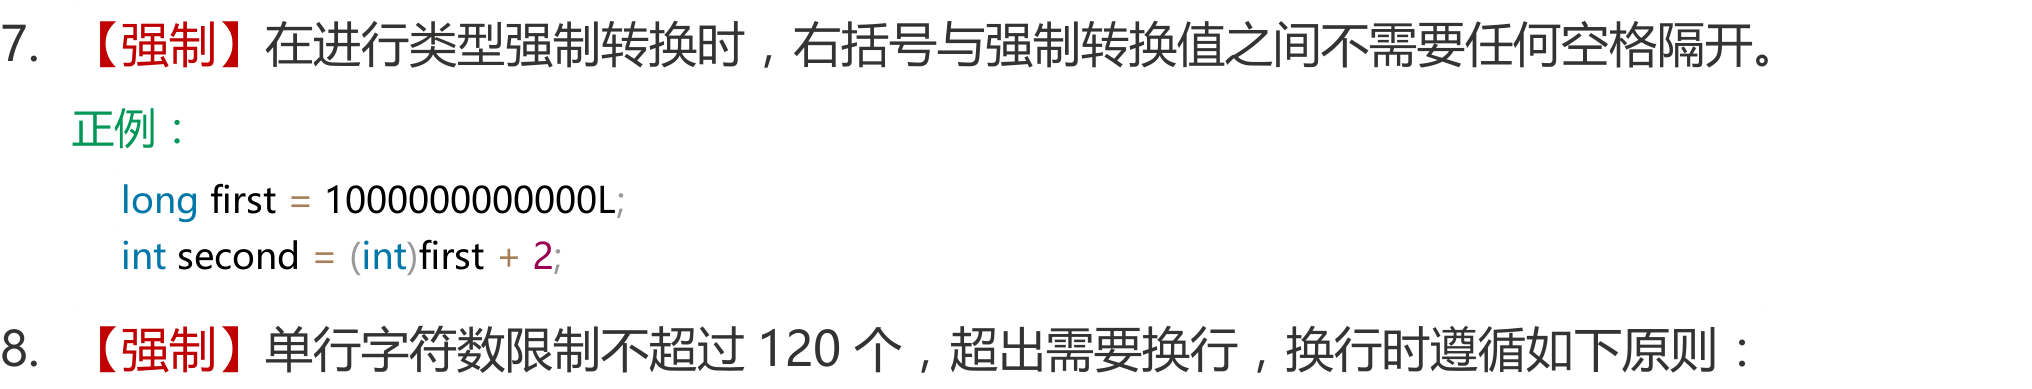 7. 【强制】在进行类型强制转换时，右括号与强制转换值之间不需要任何空格隔开。
正例：
long first = 1000000000000L;
int second = (int)first + 2;
8. 【强制】单行字符数限制不超过 120 个，超出需要换行，换行时遵循如下原则：